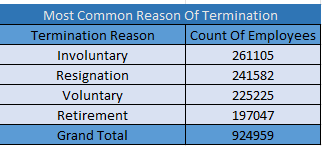 Most Common Reason Of Termination
Termination Reason Count Of Employees
Involuntary 261105
Resignation 241582
Voluntary 225225
Retirement 197047
Grand Total 924959